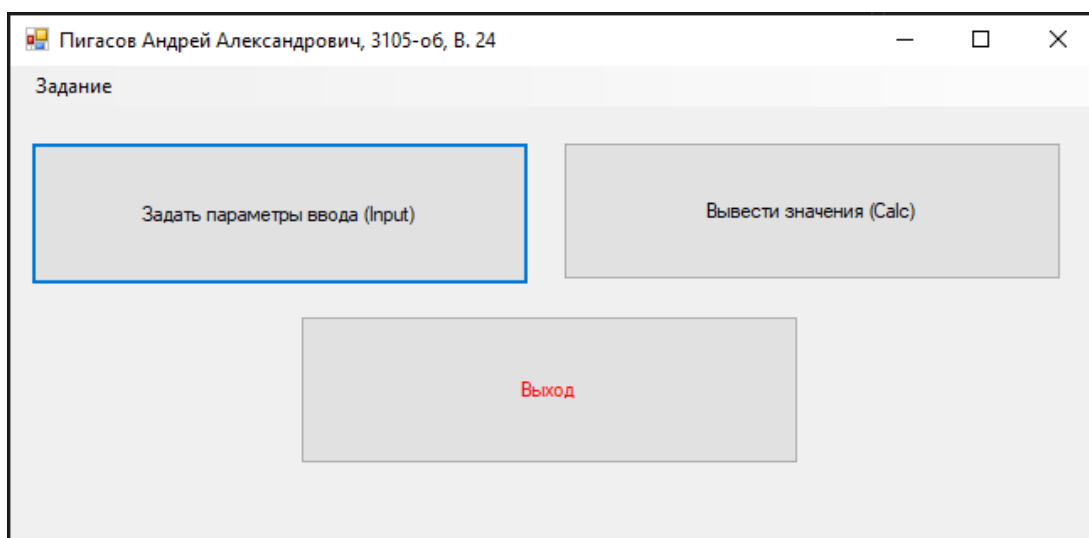 Пигасов Андрей Александрович, 3105-об, В. 24
Задание
Задать параметры ввода (Input)
Вывести значения (Calc)
Выход